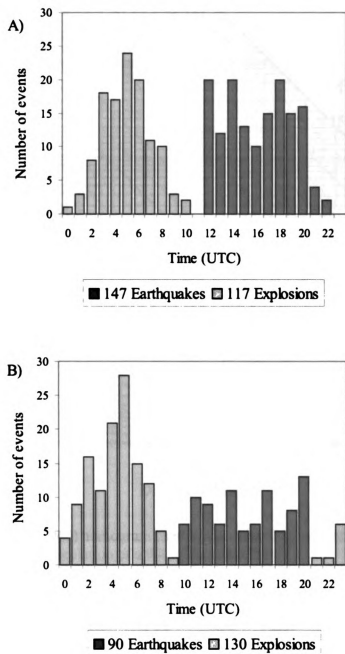 A)
30
25
20
15
10
5
0
Number of events
0 2 4 6 8 10 12 14 16 18 20 22
Time (UTC)
147 Earthquakes 117 Explosions
B)
30
25
20
15
10
5
0
Number of events
0 2 4 6 8 10 12 14 16 18 20 22
Time (UTC)
90 Earthquakes 130 Explosions